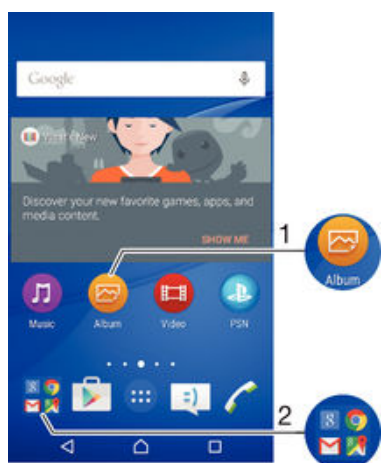 Google
What's New
Discover your new favorite games, apps, and
media content.
SHOW ME
1
Album
Music
Album
Video
PSN
2